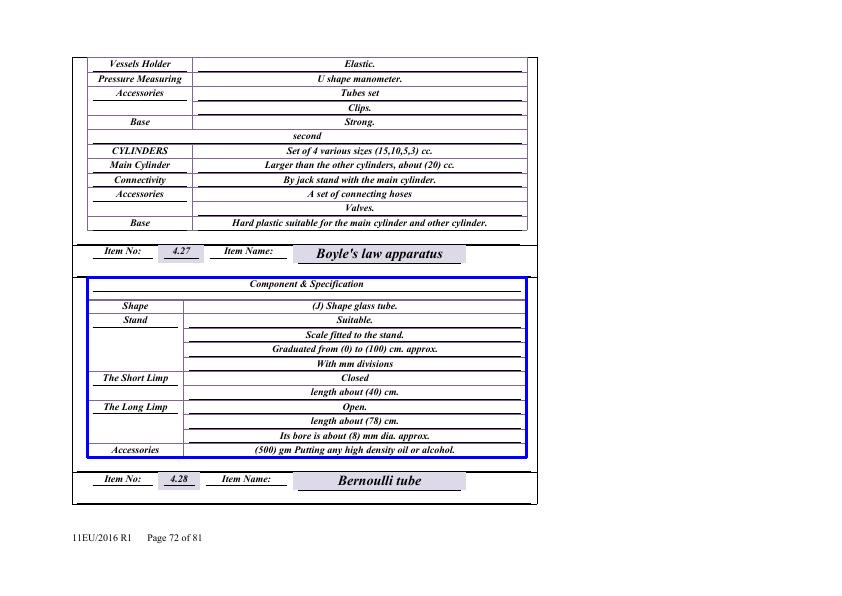 Vessels Holder Elastic.
Pressure Measuring U shape manometer.
Accessories Tubes set
Clips.
Base Strong.
second
CYLINDERS Set of 4 various sizes (15,10,5,3) cc.
Main Cylinder Larger than the other cylinders, about (20) cc.
Connectivity By jack stand with the main cylinder.
Accessories A set of connecting hoses
Valves.
Base Hard plastic suitable for the main cylinder and other cylinder.
Item No: 4.27 Item Name: Boyle's law apparatus
Component & Specification
Shape (J) Shape glass tube.
Stand Suitable.
Scale fitted to the stand.
Graduated from (0) to (100) cm. approx.
With mm divisions
The Short Limp Closed
length about (40) cm.
The Long Limp Open.
length about (78) cm.
Its bore is about (8) mm dia. approx.
Accessories (500) gm Putting any high density oil or alcohol.
Item No: 4.28 Item Name: Bernoulli tube
11EU/2016 R1 Page 72 of 81